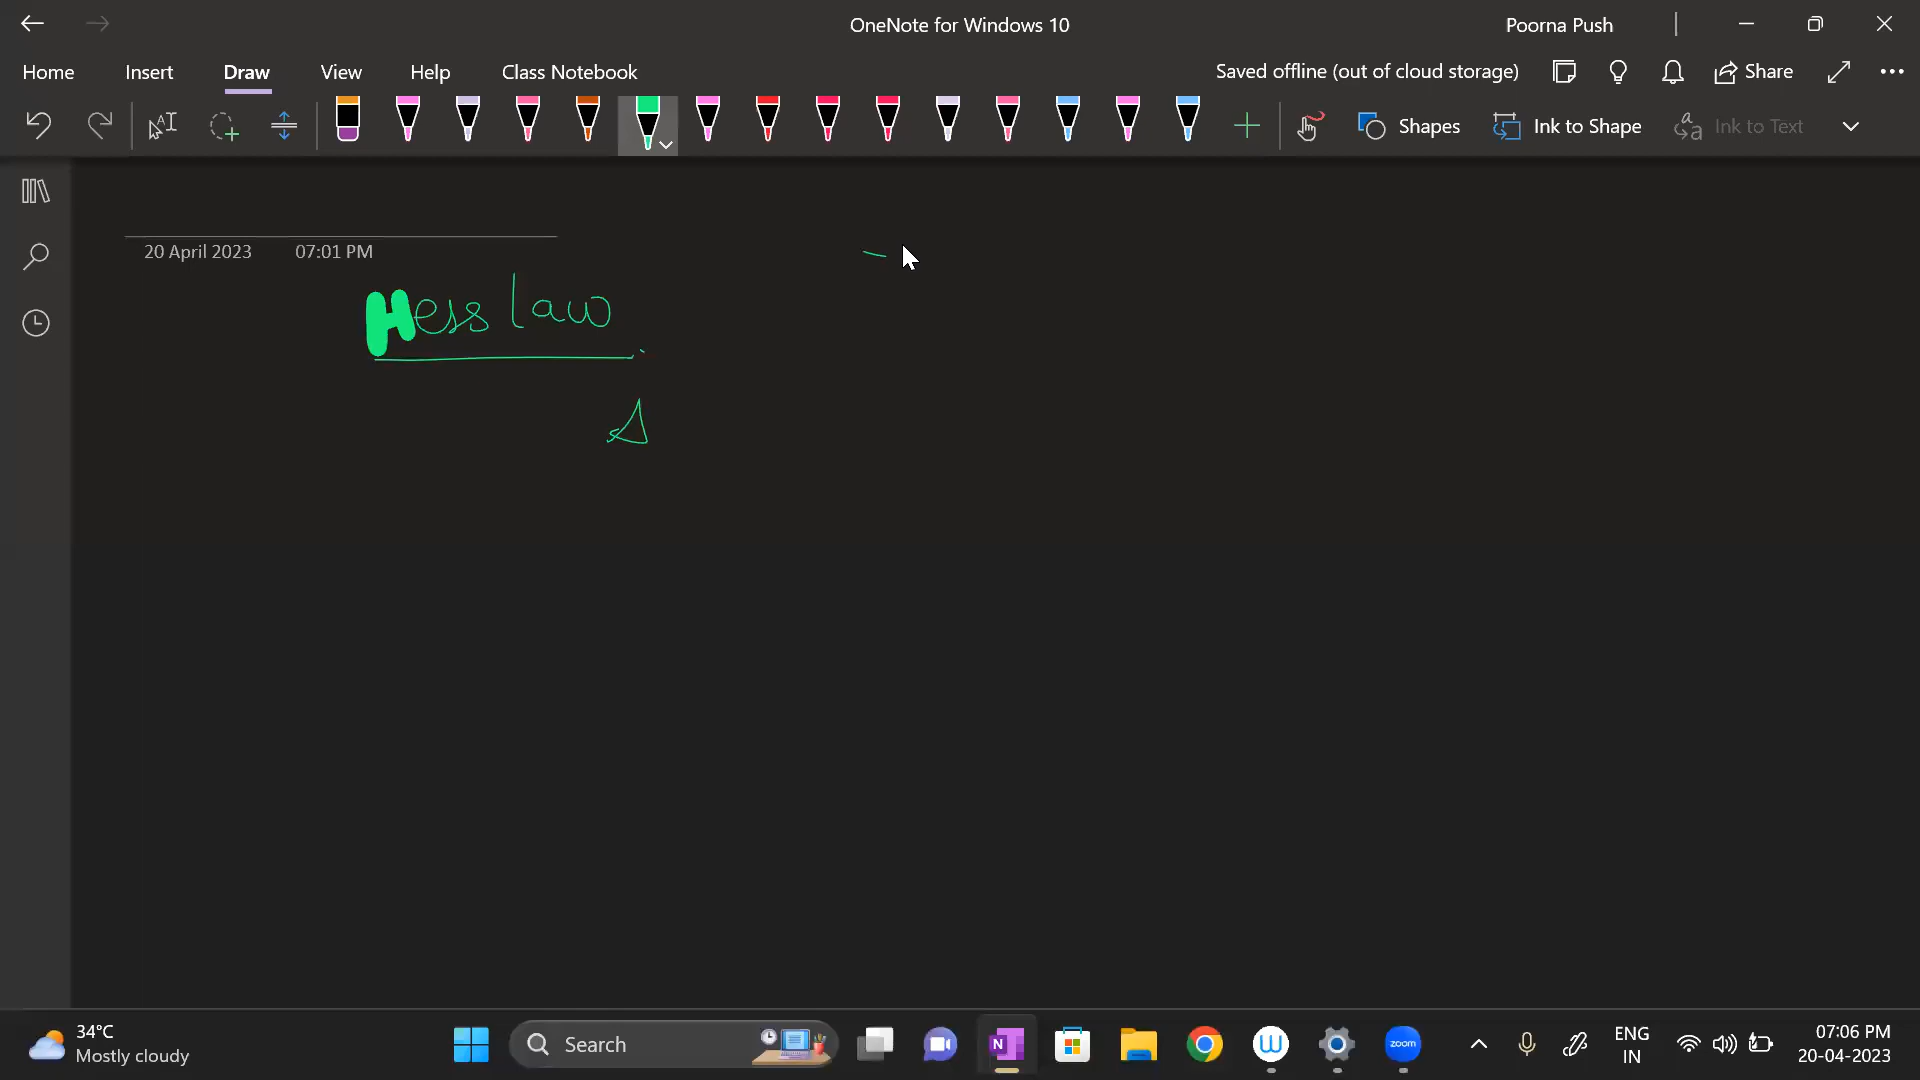 OneNote for Windows 10
Poorna Push
Home Insert Draw View Help Class Notebook
Saved offline (out of cloud storage)
Share
Shapes
Ink to Shape
Ink to Text
20 April 2023 07:01 PM
Hess law
Δ
34°C
Mostly cloudy
Search
zoom
ENG
IN
07:06 PM
20-04-2023